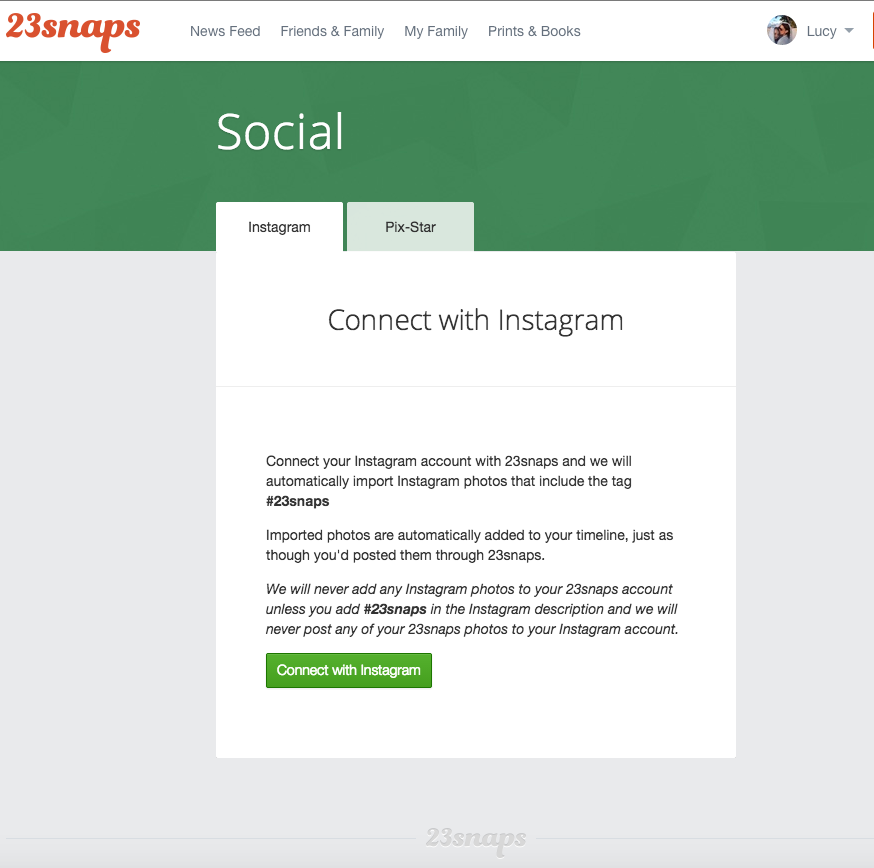 23snaps
News Feed Friends & Family My Family Prints & Books Lucy
Social
Instagram Pix-Star
Connect with Instagram
Connect your Instagram account with 23snaps and we will
automatically import Instagram photos that include the tag
#23snaps
Imported photos are automatically added to your timeline, just as
though you'd posted them through 23snaps.
We will never add any Instagram photos to your 23snaps account
unless you add #23snaps in the Instagram description and we will
never post any of your 23snaps photos to your Instagram account.
Connect with Instagram
23snaps